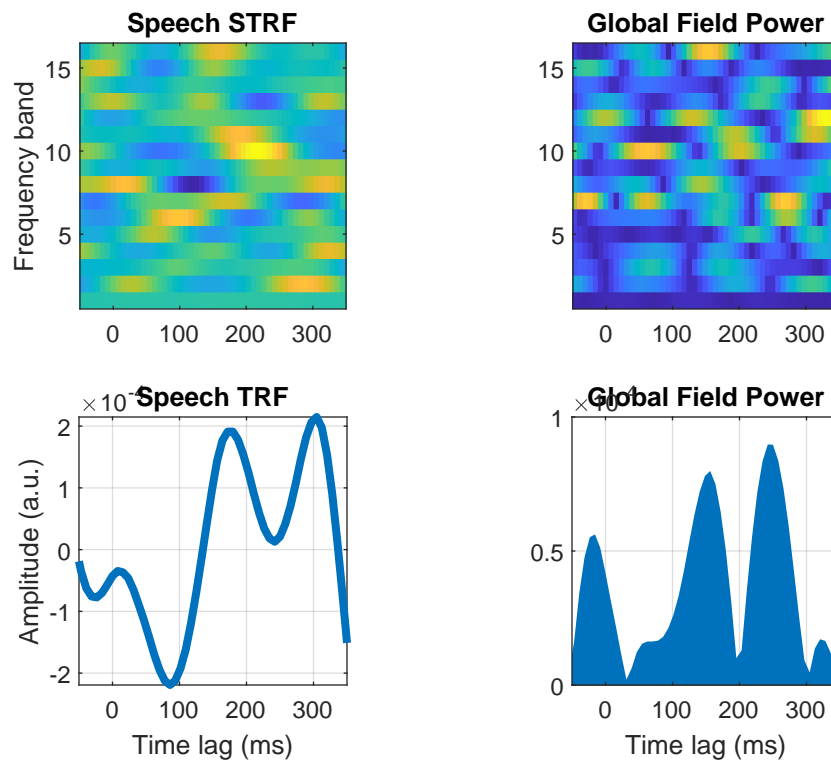 Speech STRF
Frequency band
15
10
5
0 100 200 300
Global Field Power
15
10
5
0 100 200 300
Speech TRF
× 10⁻⁴
Amplitude (a.u.)
2
1
0
-1
-2
0 100 200 300
Time lag (ms)
Global Field Power
1
0.5
0
0 100 200 300
Time lag (ms)